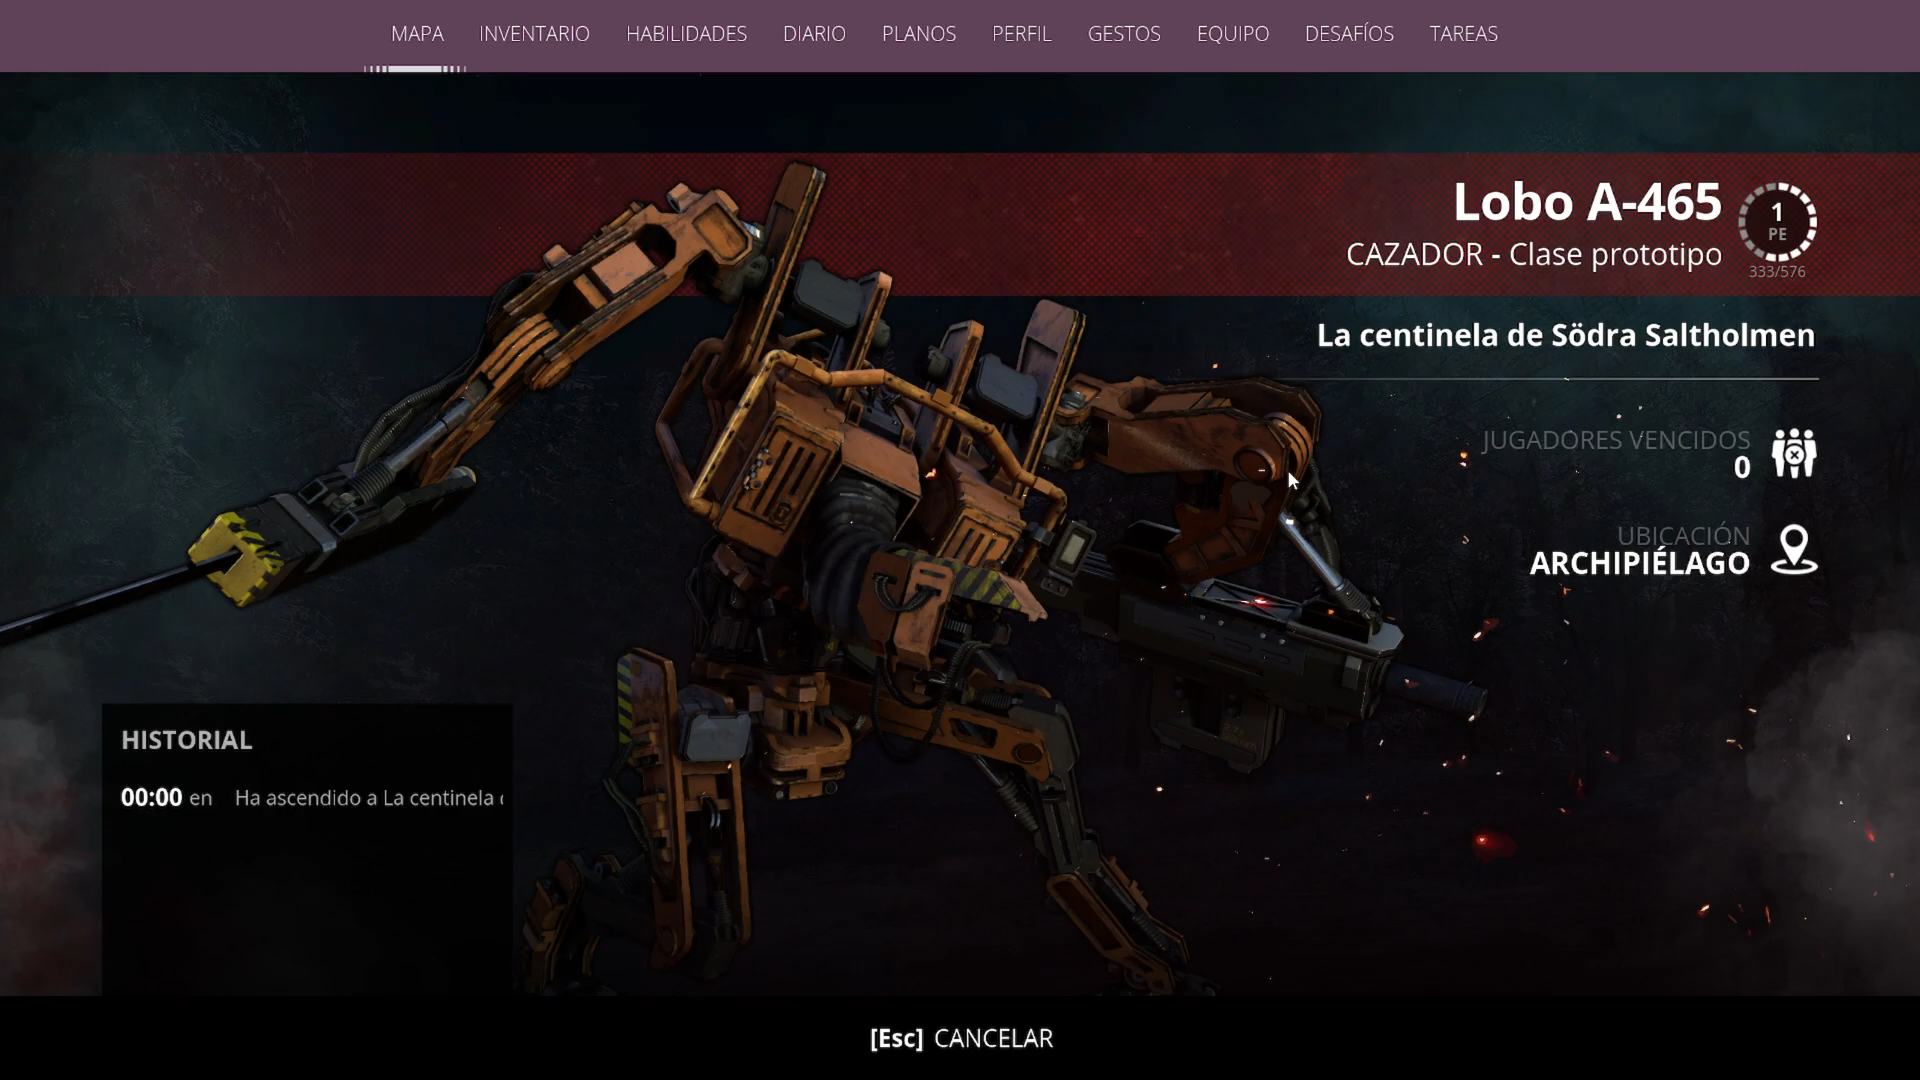 MAPA INVENTARIO HABILIDADES DIARIO PLANOS PERFIL GESTOS EQUIPO DESAFÍOS TAREAS
Lobo A-465
CAZADOR - Clase prototipo
1
PE
333/576
La centinela de Södra Saltholmen
JUGADORES VENCIDOS
0
UBICACIÓN
ARCHIPIÉLAGO
HISTORIAL
00:00 en Ha ascendido a La centinela
[Esc] CANCELAR